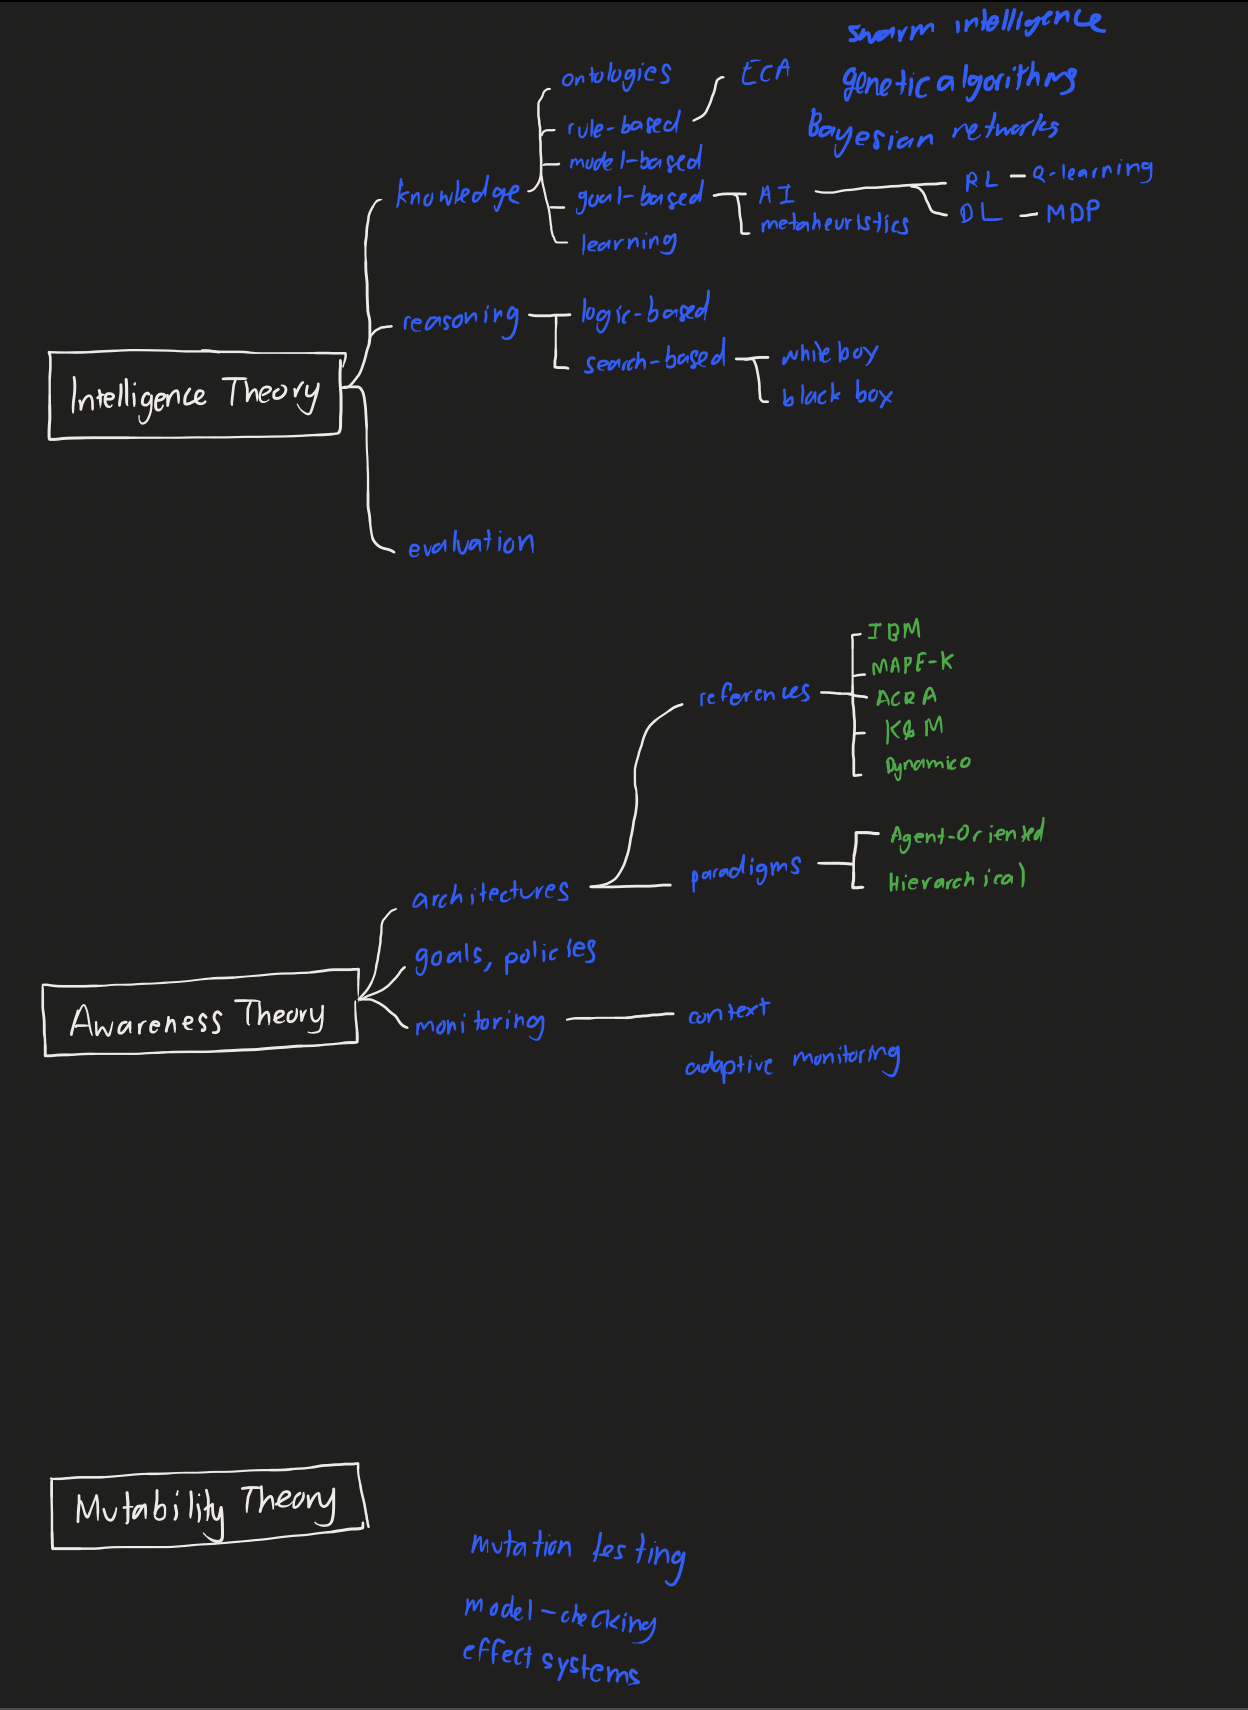 swarm intelligence
genetic algorithms
Bayesian networks
ontologies
ECA
rule-based
model-based
knowledge
goal-based
AI
RL - Q-learning
DL - MDP
metaheuristics
learning
reasoning
logic-based
search-based
white box
black box
Intelligence Theory
evaluation
references
IBM
MAPE-K
ACRA
K&M
Dynamico
architectures
paradigms
Agent-Oriented
Hierarchical
goals, policies
Awareness Theory
monitoring
context
adaptive monitoring
Mutability Theory
mutation testing
model-checking
effect systems